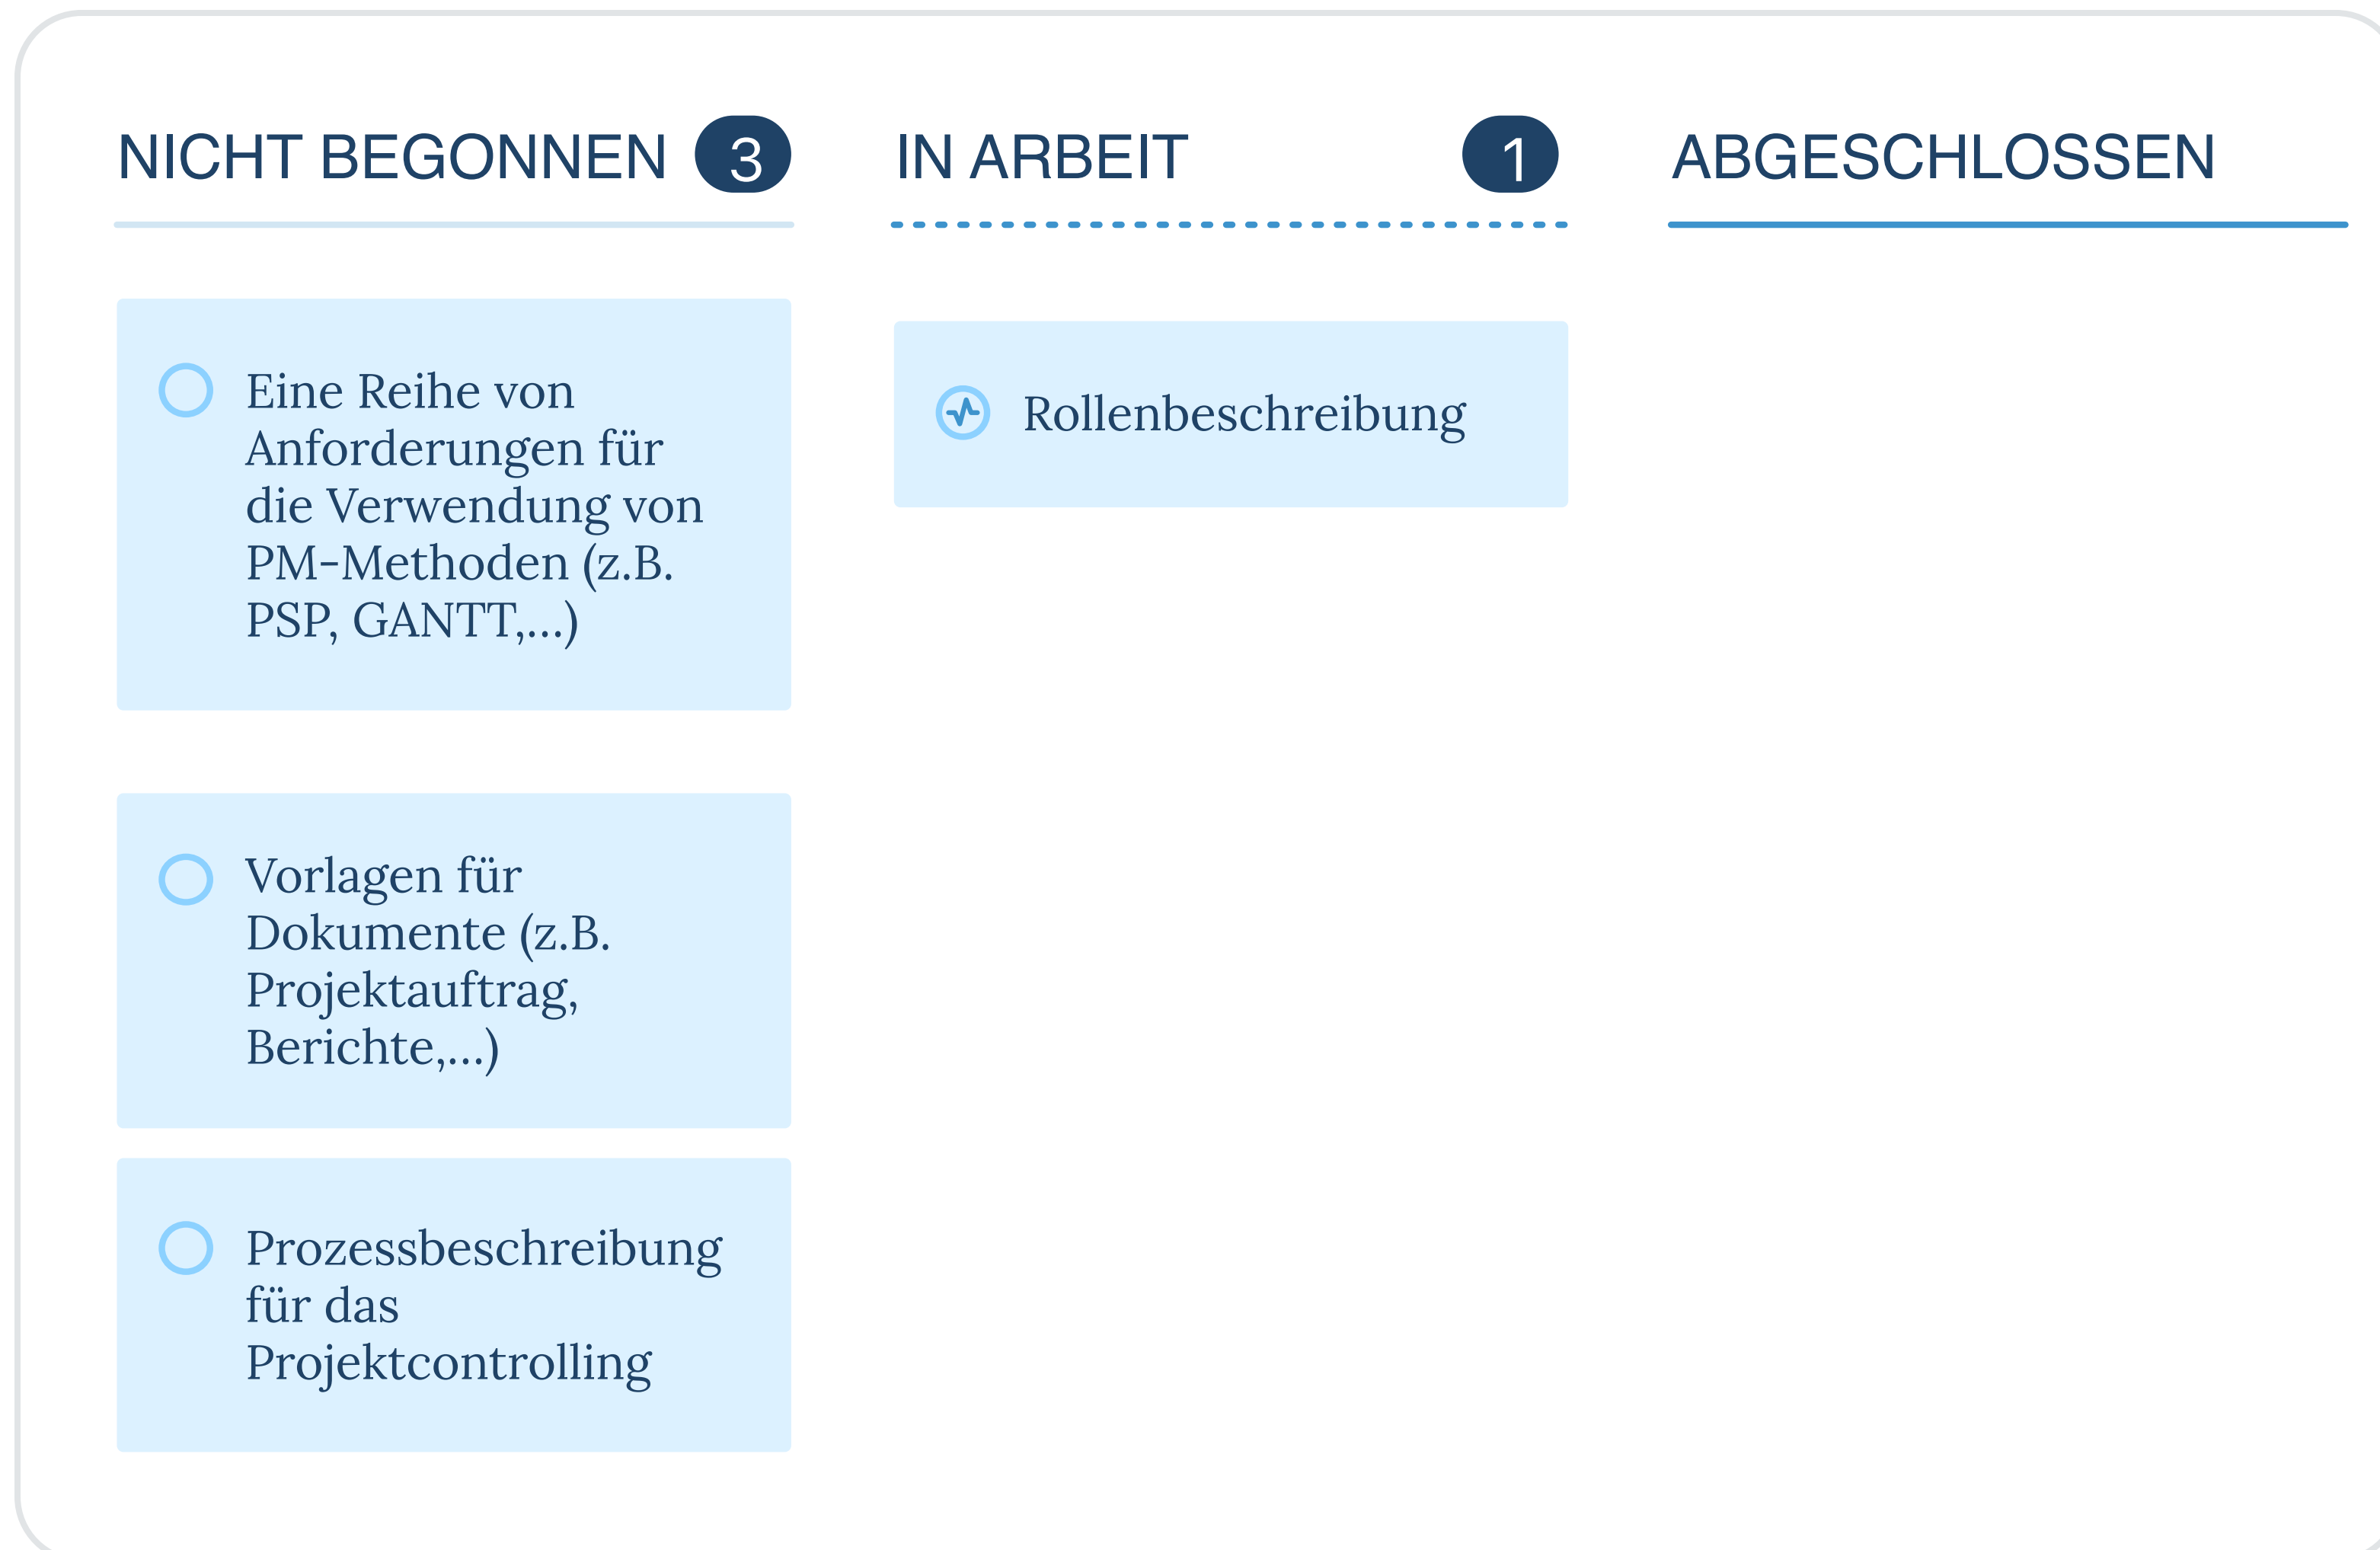 NICHT BEGONNEN 3
Eine Reihe von
Anforderungen für
die Verwendung von
PM-Methoden (z.B.
PSP, GANTT,...)
Vorlagen für
Dokumente (z.B.
Projektauftrag,
Berichte,...)
Prozessbeschreibung
für das
Projektcontrolling
IN ARBEIT 1
Rollenbeschreibung
ABGESCHLOSSEN